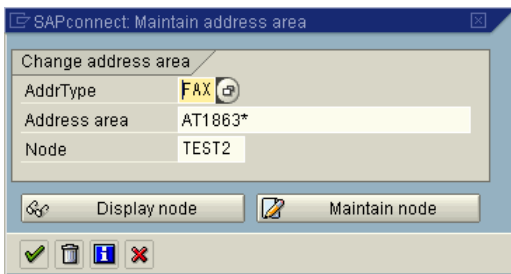 SAPconnect: Maintain address area
Change address area
AddrType FAX
Address area AT1863*
Node TEST2
Display node Maintain node